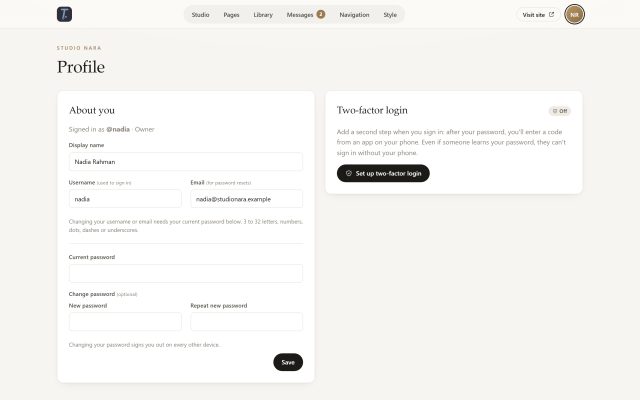 T.
Studio
Pages
Library
Messages 2
Navigation
Style
Visit site
NR
STUDIO NARA
Profile
About you
Signed in as @nadia · Owner
Display name
Nadia Rahman
Username (used to sign in)
Email (for password resets)
nadia
nadia@studionara.example
Changing your username or email needs your current password below. 3 to 32 letters, numbers,
dots, dashes or underscores.
Current password
Change password (optional)
New password
Repeat new password
Changing your password signs you out on every other device.
Save
Two-factor login
Off
Add a second step when you sign in: after your password, you'll enter a code
from an app on your phone. Even if someone learns your password, they can't
sign in without your phone.
Set up two-factor login